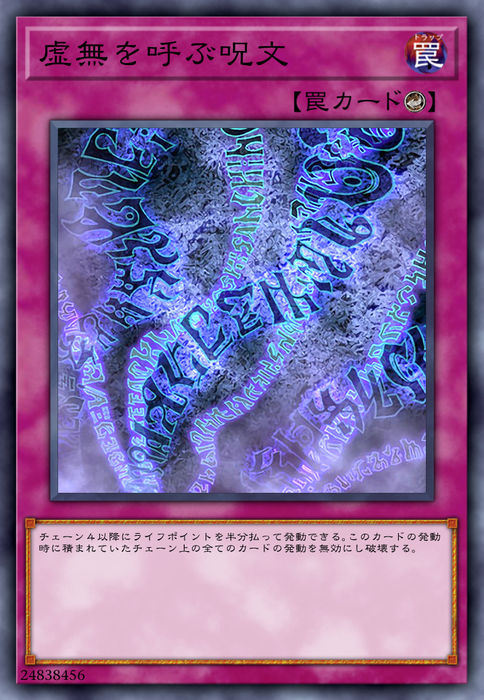 虚無を呼ぶ呪文
トラップ
罠
【罠カード】
チェーン４以降にライフポイントを半分払って発動できる。このカードの発動
時に積まれていたチェーン上の全てのカードの発動を無効にし破壊する。
24838456